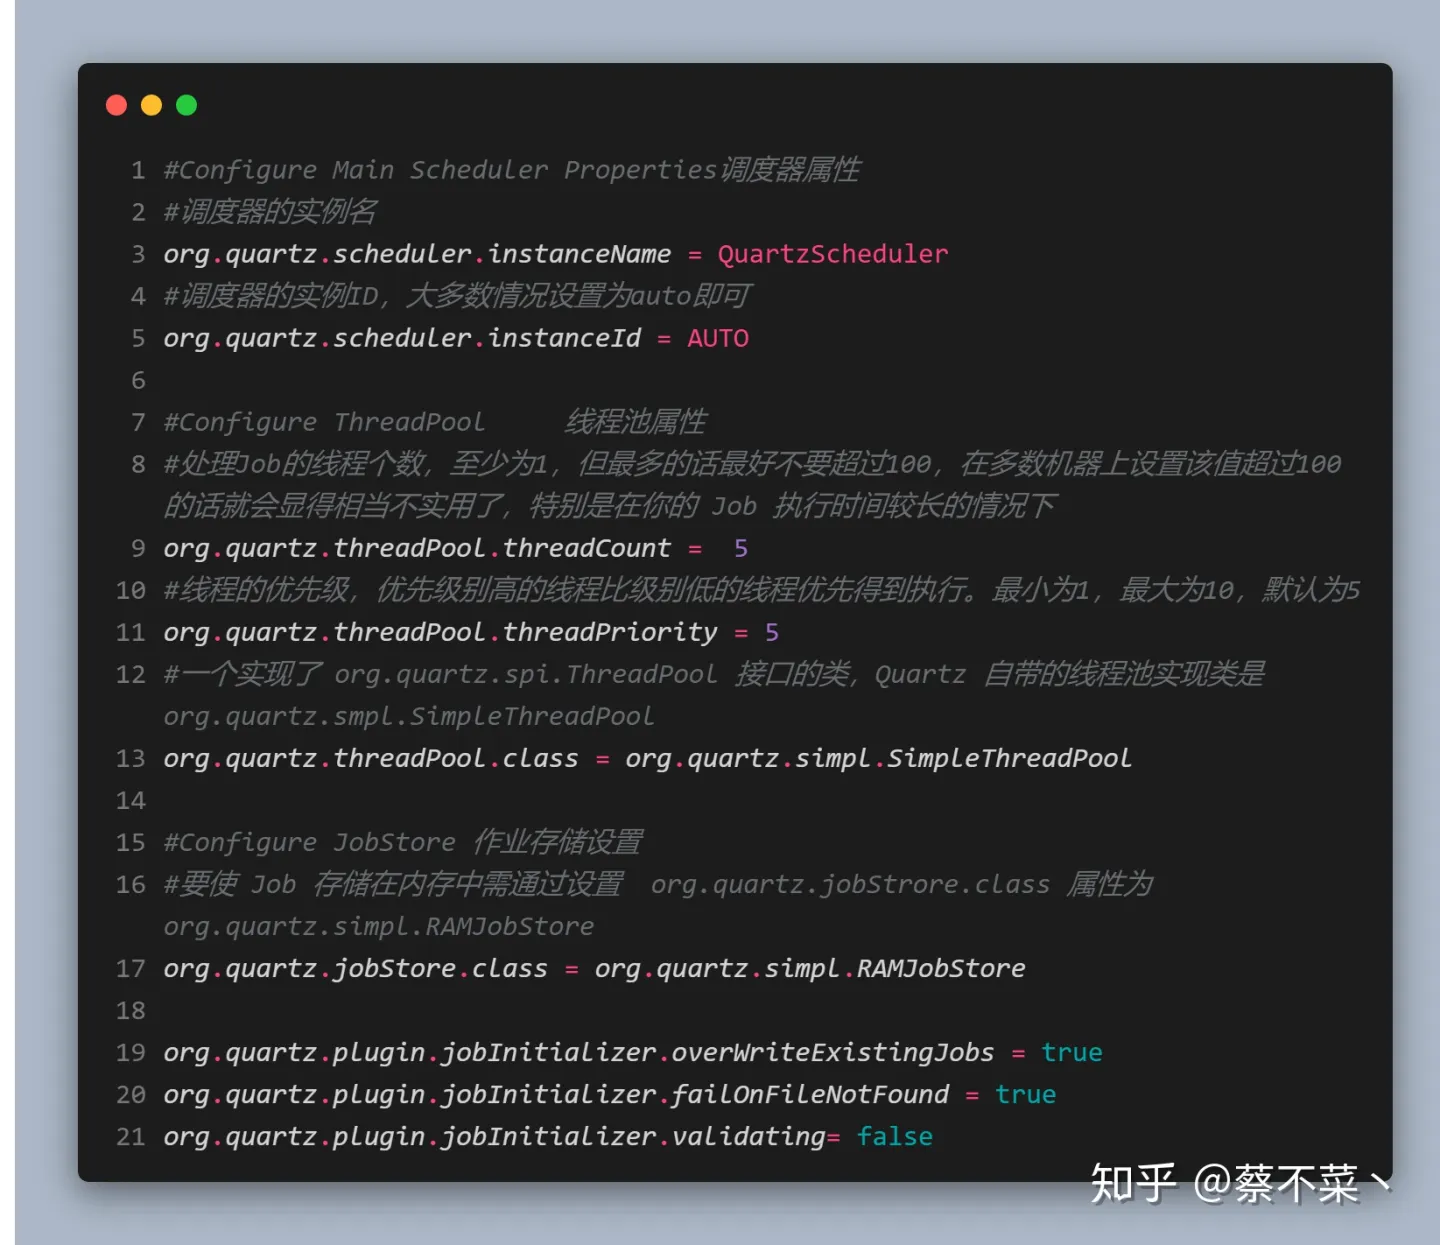 1 #Configure Main Scheduler Properties调度器属性
2 #调度器的实例名
3 org.quartz.scheduler.instanceName = QuartzScheduler
4 #调度器的实例ID，大多数情况设置为auto即可
5 org.quartz.scheduler.instanceId = AUTO
6
7 #Configure ThreadPool     线程池属性
8 #处理Job的线程个数，至少为1，但最多的话最好不要超过100，在多数机器上设置该值超过100
的话就会显得相当不实用了，特别是在你的 Job 执行时间较长的情况下
9 org.quartz.threadPool.threadCount =  5
10 #线程的优先级，优先级别高的线程比级别低的线程优先得到执行。最小为1，最大为10，默认为5
11 org.quartz.threadPool.threadPriority = 5
12 #一个实现了 org.quartz.spi.ThreadPool 接口的类，Quartz 自带的线程池实现类是
org.quartz.smpl.SimpleThreadPool
13 org.quartz.threadPool.class = org.quartz.simpl.SimpleThreadPool
14
15 #Configure JobStore 作业存储设置
16 #要使 Job 存储在内存中需通过设置  org.quartz.jobStrore.class 属性为
org.quartz.simpl.RAMJobStore
17 org.quartz.jobStore.class = org.quartz.simpl.RAMJobStore
18
19 org.quartz.plugin.jobInitializer.overWriteExistingJobs = true
20 org.quartz.plugin.jobInitializer.failOnFileNotFound = true
21 org.quartz.plugin.jobInitializer.validating= false
知乎 @蔡不菜丶